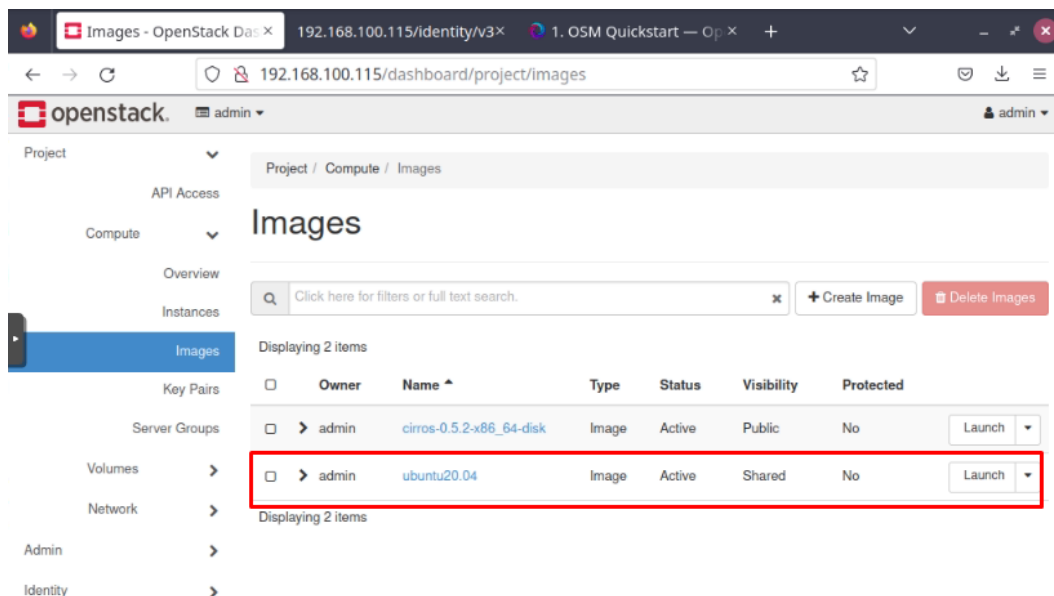 Images - OpenStack Das
192.168.100.115/identity/v3
1. OSM Quickstart — Op
192.168.100.115/dashboard/project/images
openstack.
admin
admin
Project
API Access
Compute
Overview
Instances
Images
Key Pairs
Server Groups
Volumes
Network
Admin
Identity
Project / Compute / Images
Images
Click here for filters or full text search.
Create Image
Delete Images
Displaying 2 items
Owner Name Type Status Visibility Protected
admin cirros-0.5.2-x86_64-disk Image Active Public No Launch
admin ubuntu20.04 Image Active Shared No Launch
Displaying 2 items